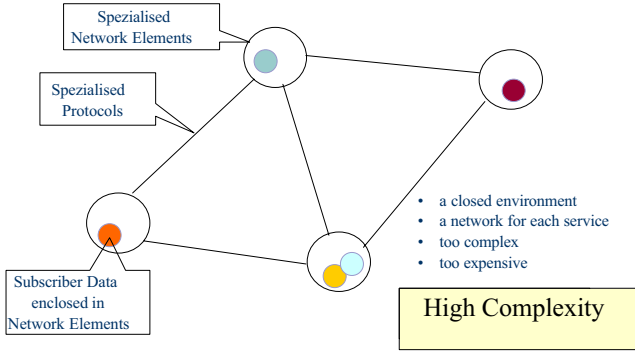 Spezialised
Network Elements
Spezialised
Protocols
• a closed environment
• a network for each service
• too complex
• too expensive
Subscriber Data
enclosed in
Network Elements
High Complexity